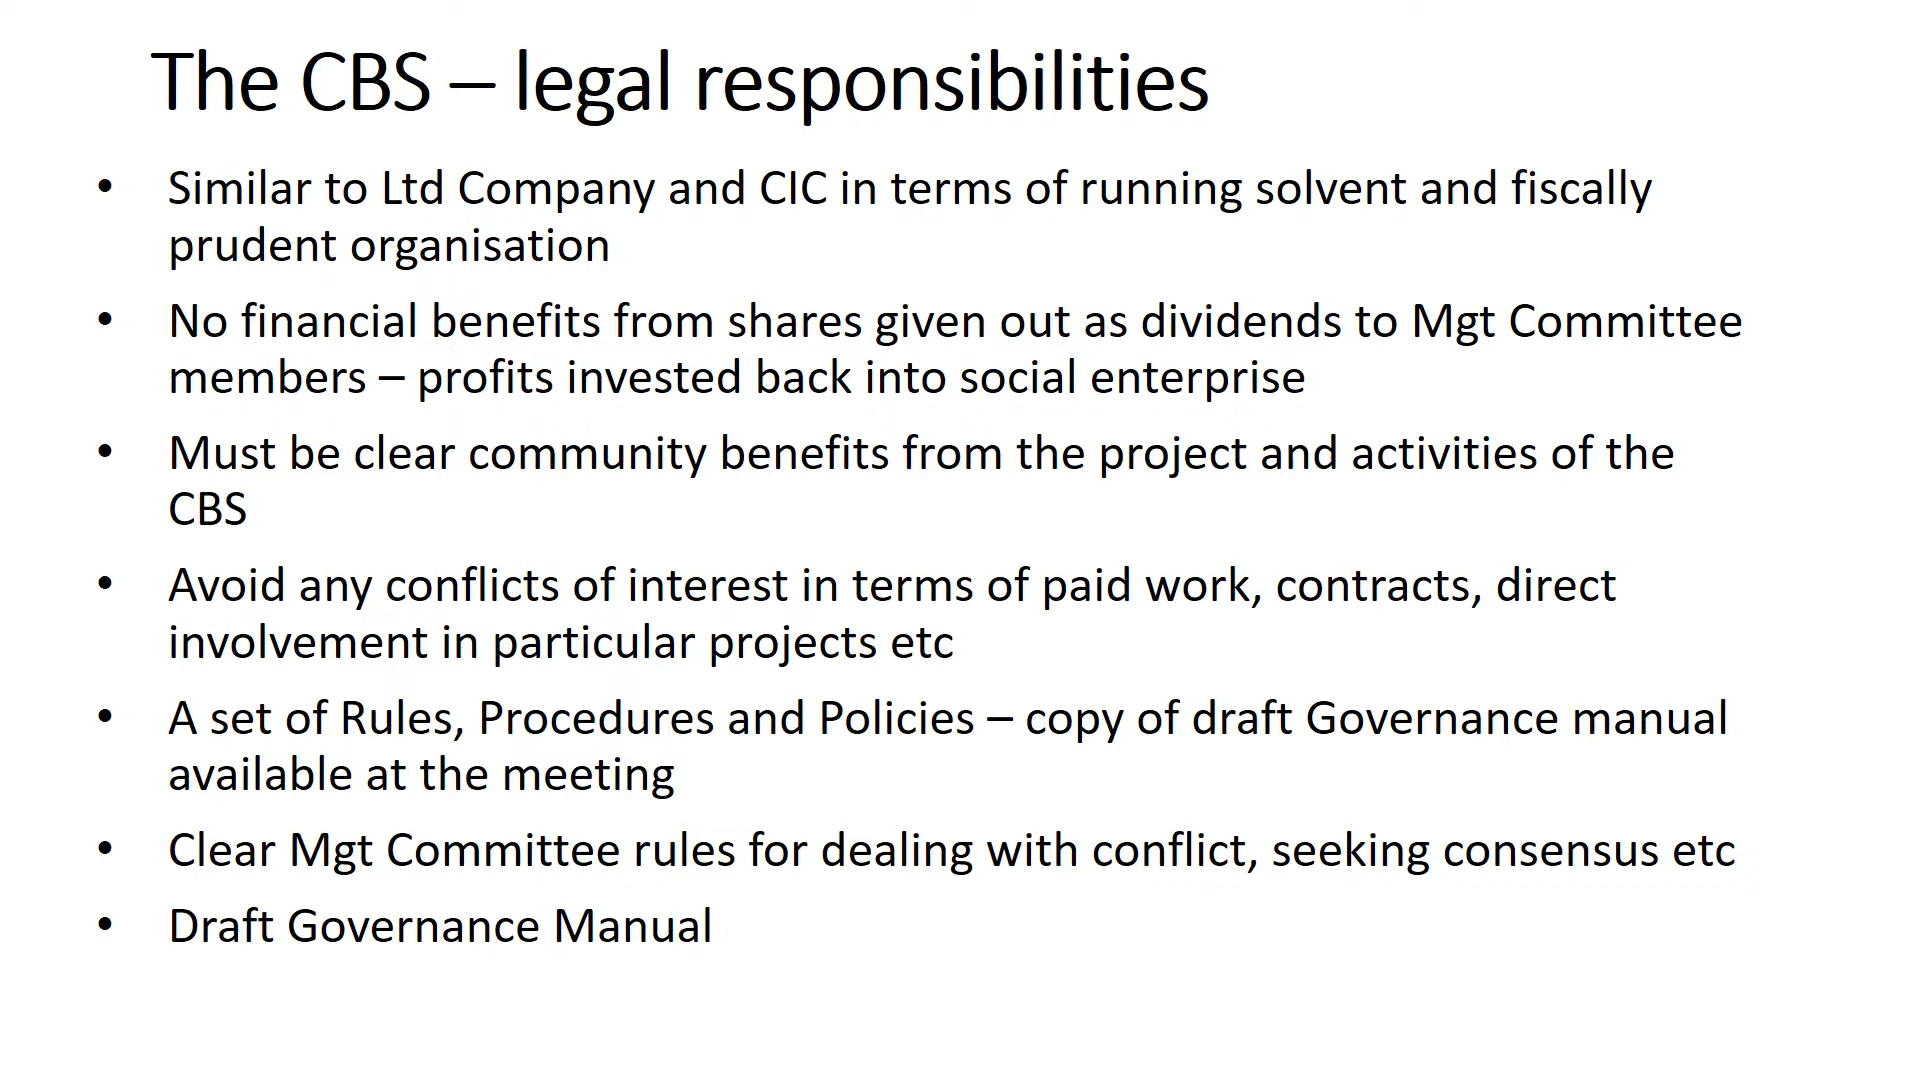 The CBS – legal responsibilities
• Similar to Ltd Company and CIC in terms of running solvent and fiscally
prudent organisation
• No financial benefits from shares given out as dividends to Mgt Committee
members – profits invested back into social enterprise
• Must be clear community benefits from the project and activities of the
CBS
• Avoid any conflicts of interest in terms of paid work, contracts, direct
involvement in particular projects etc
• A set of Rules, Procedures and Policies – copy of draft Governance manual
available at the meeting
• Clear Mgt Committee rules for dealing with conflict, seeking consensus etc
• Draft Governance Manual